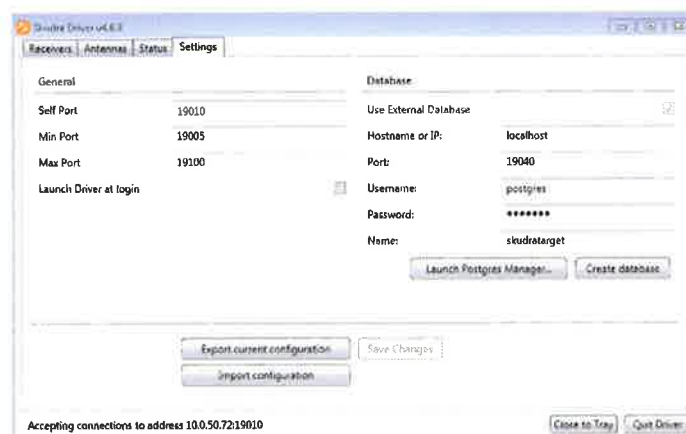 Skudra Driver v4.6.3
Receivers Antennas Status Settings
General
Self Port 19010
Min Port 19005
Max Port 19100
Launch Driver at login
Database
Use External Database
Hostname or IP: localhost
Port: 19040
Username: postgres
Password: •••••••
Name: skudratarget
Launch Postgres Manager... Create database
Export current configuration Save Changes
Import configuration
Accepting connections to address 10.0.50.72:19010 Close to Tray Quit Driver